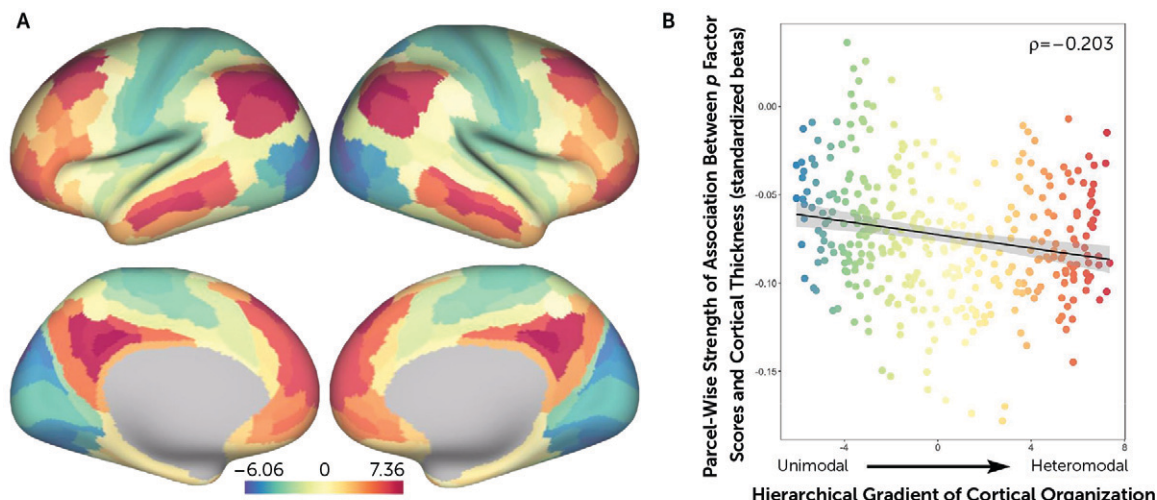 A
−6.06 0 7.36
B
Parcel-Wise Strength of Association Between p Factor
Scores and Cortical Thickness (standardized betas)
ρ=−0.203
0.00
-0.05
-0.10
-0.15
-4 0 4 8
Unimodal Heteromodal
Hierarchical Gradient of Cortical Organization